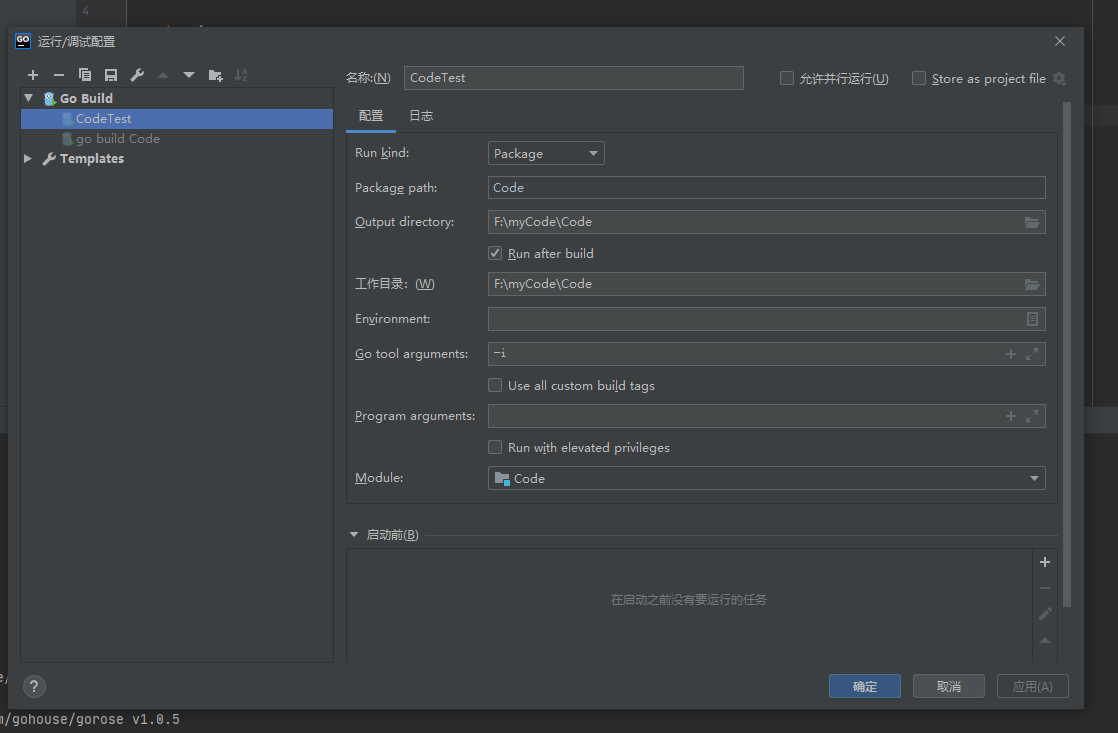 4
GO 运行/调试配置
名称:(N) CodeTest 允许并行运行(U) Store as project file
Go Build
CodeTest
go build Code
Templates
配置 日志
Run kind: Package
Package path: Code
Output directory: F:\myCode\Code
Run after build
工作目录: (W) F:\myCode\Code
Environment:
Go tool arguments: -i
Use all custom build tags
Program arguments:
Run with elevated privileges
Module: Code
启动前(B)
在启动之前没有要运行的任务
e/
? 确定 取消 应用(A)
m/gohouse/gorose v1.0.5